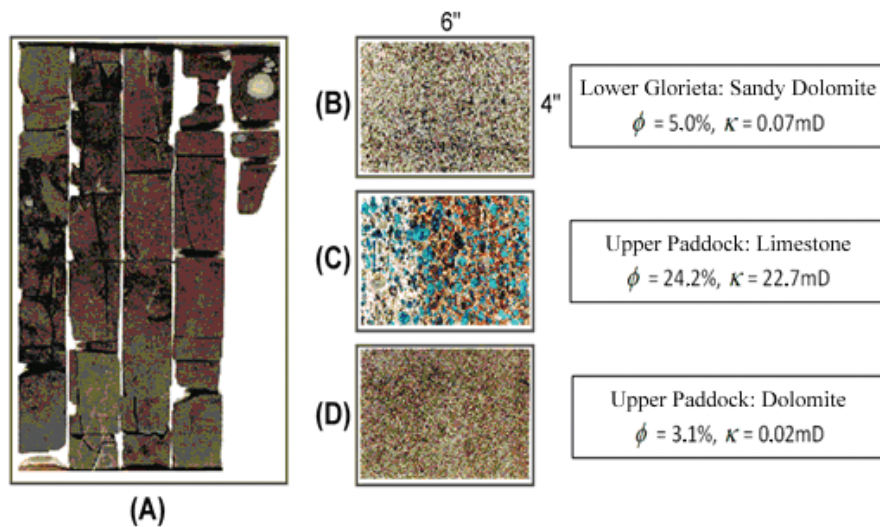 6"
(B)
4"
Lower Glorieta: Sandy Dolomite
ϕ = 5.0%, κ = 0.07mD
(C)
Upper Paddock: Limestone
ϕ = 24.2%, κ = 22.7mD
(D)
Upper Paddock: Dolomite
ϕ = 3.1%, κ = 0.02mD
(A)